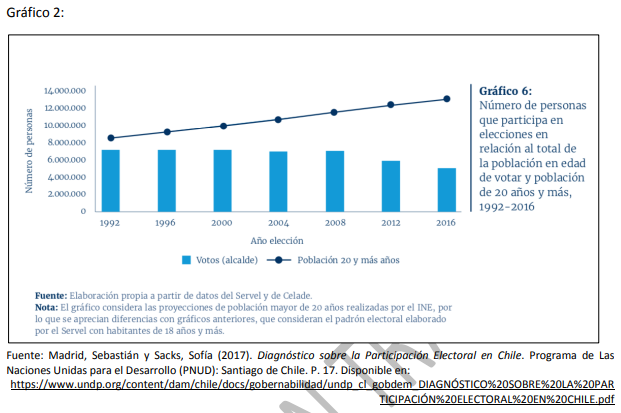 Gráfico 2:
Gráfico 6:
Número de personas
que participa en
elecciones en
relación al total de
la población en edad
de votar y población
de 20 años y más,
1992-2016
Número de personas
14.000.000
12.000.000
10.000.000
8.000.000
6.000.000
4.000.000
2.000.000
0
1992 1996 2000 2004 2008 2012 2016
Año elección
Votos (alcalde) Población 20 y más años
Fuente: Elaboración propia a partir de datos del Servel y de Celade.
Nota: El gráfico considera las proyecciones de población mayor de 20 años realizadas por el INE, por
lo que se aprecian diferencias con gráficos anteriores, que consideran el padrón electoral elaborado
por el Servel con habitantes de 18 años y más.
Fuente: Madrid, Sebastián y Sacks, Sofía (2017). Diagnóstico sobre la Participación Electoral en Chile. Programa de Las
Naciones Unidas para el Desarrollo (PNUD): Santiago de Chile. P. 17. Disponible en:
https://www.undp.org/content/dam/chile/docs/gobernabilidad/undp_cl_gobdem_DIAGNÓSTICO%20SOBRE%20LA%20PAR
TICIPACIÓN%20ELECTORAL%20EN%20CHILE.pdf